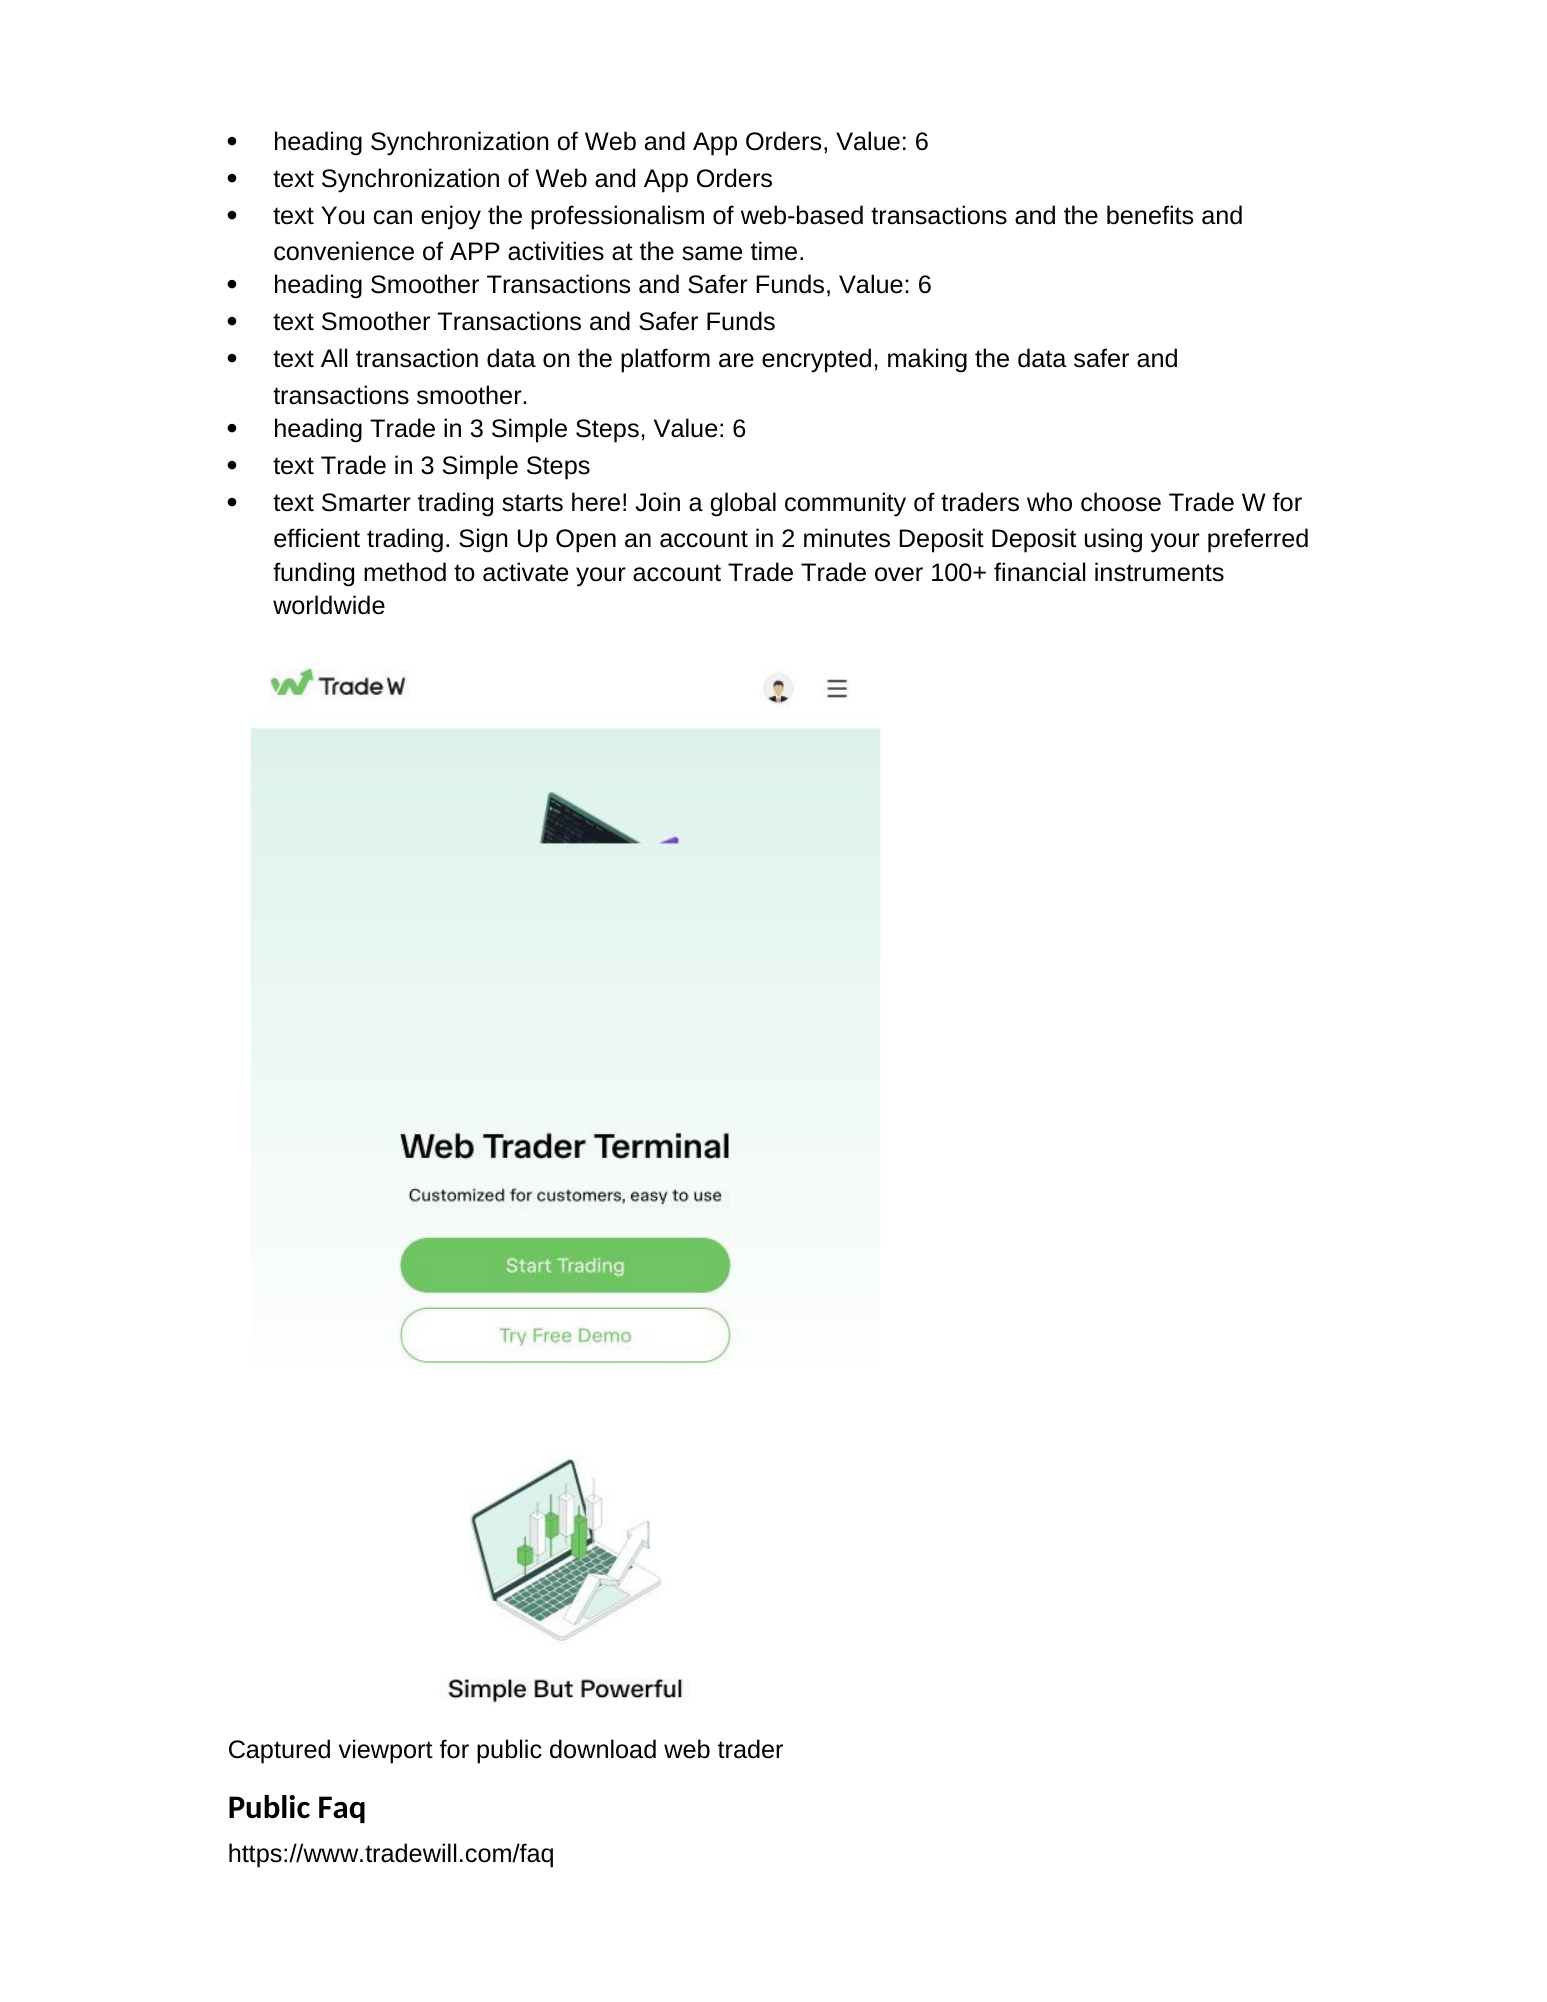 • heading Synchronization of Web and App Orders, Value: 6
• text Synchronization of Web and App Orders
• text You can enjoy the professionalism of web-based transactions and the benefits and
convenience of APP activities at the same time.
• heading Smoother Transactions and Safer Funds, Value: 6
• text Smoother Transactions and Safer Funds
• text All transaction data on the platform are encrypted, making the data safer and
transactions smoother.
• heading Trade in 3 Simple Steps, Value: 6
• text Trade in 3 Simple Steps
• text Smarter trading starts here! Join a global community of traders who choose Trade W for
efficient trading. Sign Up Open an account in 2 minutes Deposit Deposit using your preferred
funding method to activate your account Trade Trade over 100+ financial instruments
worldwide
Trade W
Web Trader Terminal
Customized for customers, easy to use
Start Trading
Try Free Demo
Simple But Powerful
Captured viewport for public download web trader
Public Faq
https://www.tradewill.com/faq